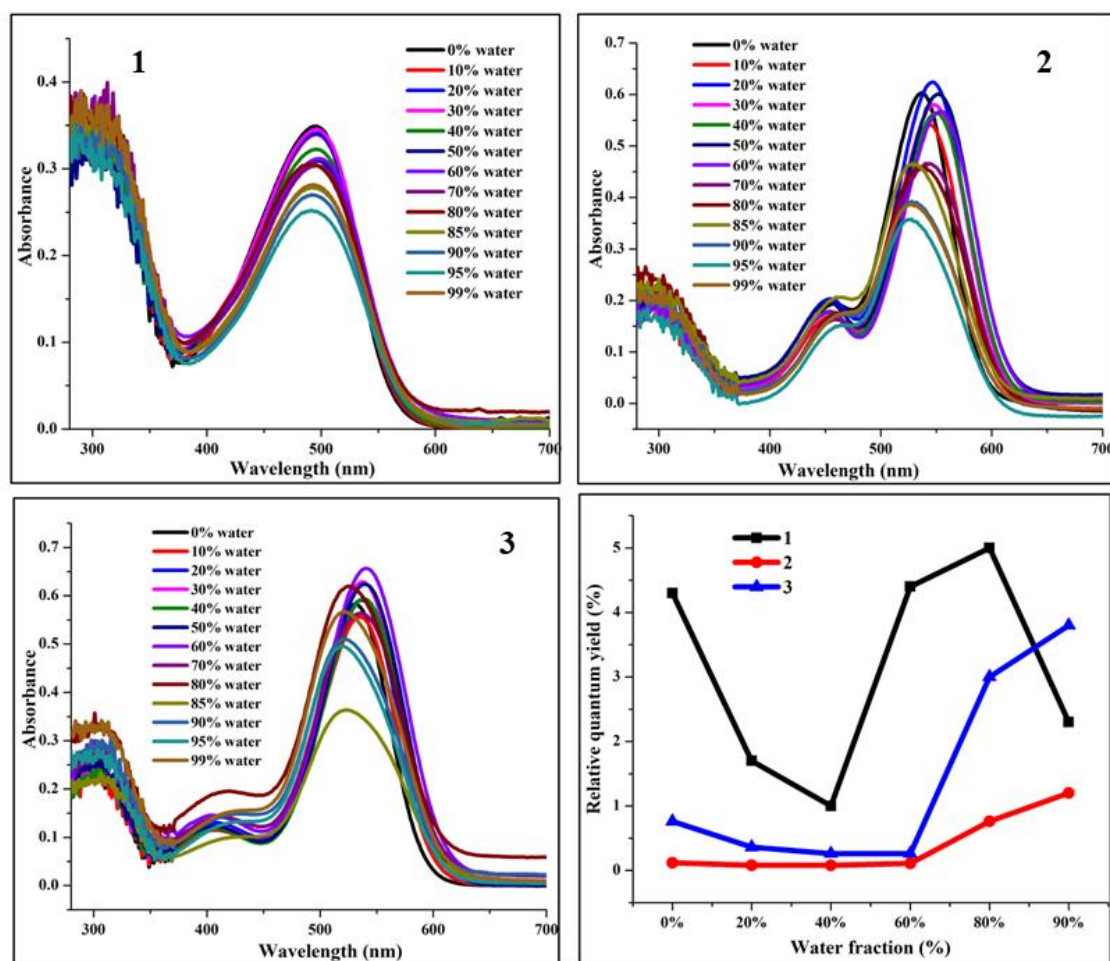 1
0% water
10% water
20% water
30% water
40% water
50% water
60% water
70% water
80% water
85% water
90% water
95% water
99% water
0.4
0.3
0.2
0.1
0.0
Absorbance
300 400 500 600 700
Wavelength (nm)
2
0% water
10% water
20% water
30% water
40% water
50% water
60% water
70% water
80% water
85% water
90% water
95% water
99% water
0.7
0.6
0.5
0.4
0.3
0.2
0.1
0.0
Absorbance
300 400 500 600 700
Wavelength (nm)
3
0% water
10% water
20% water
30% water
40% water
50% water
60% water
70% water
80% water
85% water
90% water
95% water
99% water
0.7
0.6
0.5
0.4
0.3
0.2
0.1
0.0
Absorbance
300 400 500 600 700
Wavelength (nm)
1
2
3
5
4
3
2
1
0
Relative quantum yield (%)
0% 20% 40% 60% 80% 90%
Water fraction (%)